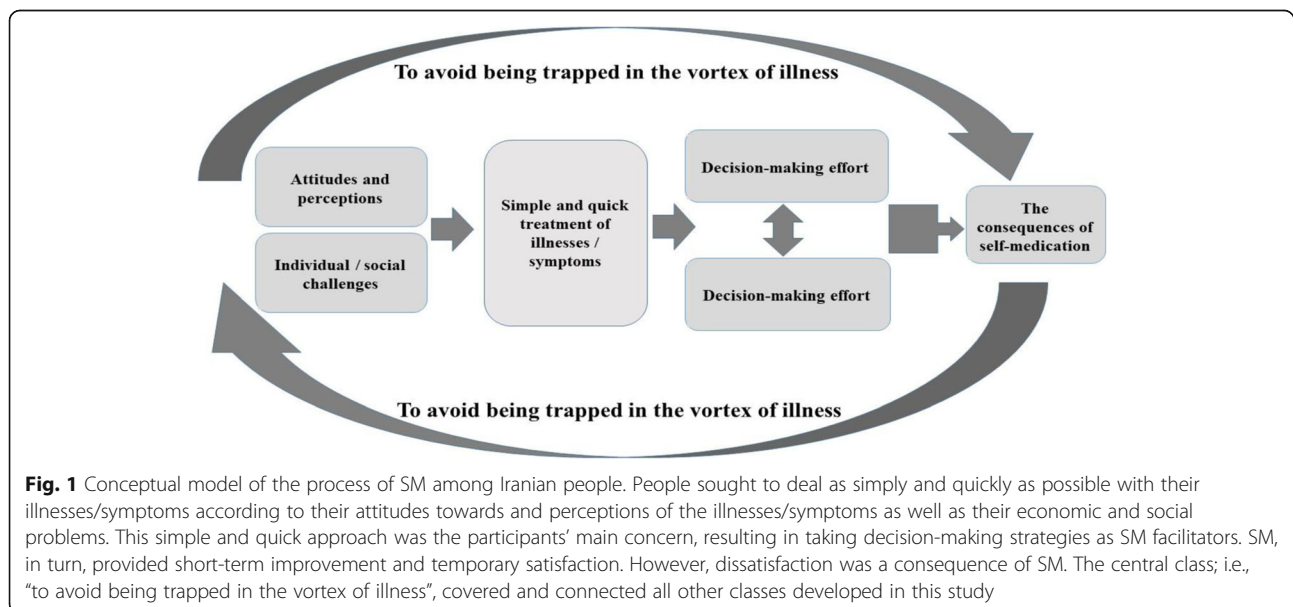 To avoid being trapped in the vortex of illness
Attitudes and
perceptions
Individual / social
challenges
Simple and quick
treatment of
illnesses /
symptoms
Decision-making effort
Decision-making effort
The
consequences of
self-medication
To avoid being trapped in the vortex of illness
Fig. 1 Conceptual model of the process of SM among Iranian people. People sought to deal as simply and quickly as possible with their
illnesses/symptoms according to their attitudes towards and perceptions of the illnesses/symptoms as well as their economic and social
problems. This simple and quick approach was the participants’ main concern, resulting in taking decision-making strategies as SM facilitators. SM,
in turn, provided short-term improvement and temporary satisfaction. However, dissatisfaction was a consequence of SM. The central class; i.e.,
“to avoid being trapped in the vortex of illness”, covered and connected all other classes developed in this study